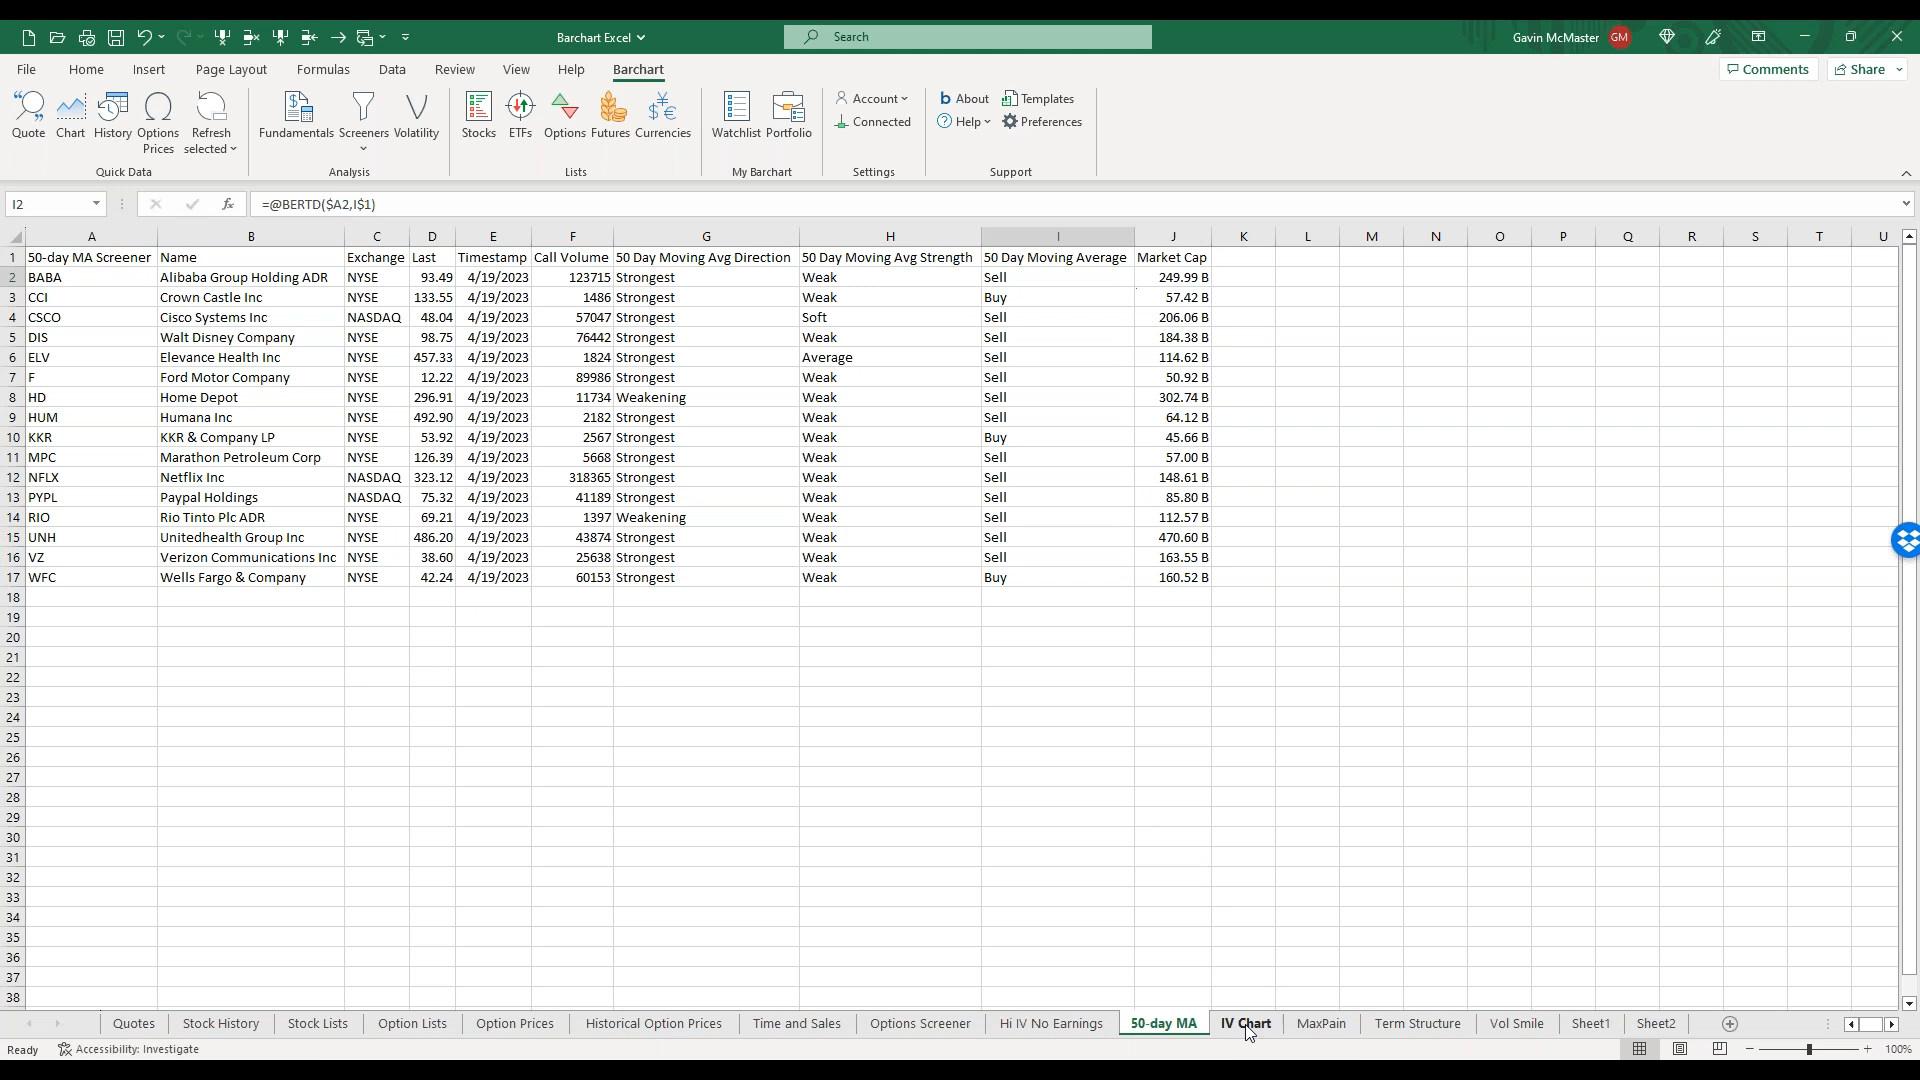 Barchart Excel
Search
Gavin McMaster GM
File Home Insert Page Layout Formulas Data Review View Help Barchart Comments Share
Quote Chart History Options Prices Refresh selected
Quick Data
Fundamentals Screeners Volatility
Analysis
Stocks ETFs Options Futures Currencies
Lists
Watchlist Portfolio
My Barchart
Account
Connected
Settings
About Templates
Help Preferences
Support
I2 fx =@BERTD($A2,I$1)
A B C D E F G H I J K L M N O P Q R S T U
1 50-day MA Screener Name Exchange Last Timestamp Call Volume 50 Day Moving Avg Direction 50 Day Moving Avg Strength 50 Day Moving Average Market Cap
2 BABA Alibaba Group Holding ADR NYSE 93.49 4/19/2023 123715 Strongest Weak Sell 249.99 B
3 CCI Crown Castle Inc NYSE 133.55 4/19/2023 1486 Strongest Weak Buy 57.42 B
4 CSCO Cisco Systems Inc NASDAQ 48.04 4/19/2023 57047 Strongest Soft Sell 206.06 B
5 DIS Walt Disney Company NYSE 98.75 4/19/2023 76442 Strongest Weak Sell 184.38 B
6 ELV Elevance Health Inc NYSE 457.33 4/19/2023 1824 Strongest Average Sell 114.62 B
7 F Ford Motor Company NYSE 12.22 4/19/2023 89986 Strongest Weak Sell 50.92 B
8 HD Home Depot NYSE 296.91 4/19/2023 11734 Weakening Weak Sell 302.74 B
9 HUM Humana Inc NYSE 492.90 4/19/2023 2182 Strongest Weak Sell 64.12 B
10 KKR KKR & Company LP NYSE 53.92 4/19/2023 2567 Strongest Weak Buy 45.66 B
11 MPC Marathon Petroleum Corp NYSE 126.39 4/19/2023 5668 Strongest Weak Sell 57.00 B
12 NFLX Netflix Inc NASDAQ 323.12 4/19/2023 318365 Strongest Weak Sell 148.61 B
13 PYPL Paypal Holdings NASDAQ 75.32 4/19/2023 41189 Strongest Weak Sell 85.80 B
14 RIO Rio Tinto Plc ADR NYSE 69.21 4/19/2023 1397 Weakening Weak Sell 112.57 B
15 UNH Unitedhealth Group Inc NYSE 486.20 4/19/2023 43874 Strongest Weak Sell 470.60 B
16 VZ Verizon Communications Inc NYSE 38.60 4/19/2023 25638 Strongest Weak Sell 163.55 B
17 WFC Wells Fargo & Company NYSE 42.24 4/19/2023 60153 Strongest Weak Buy 160.52 B
18
19
20
21
22
23
24
25
26
27
28
29
30
31
32
33
34
35
36
37
38
Quotes Stock History Stock Lists Option Lists Option Prices Historical Option Prices Time and Sales Options Screener Hi IV No Earnings 50-day MA IV Chart MaxPain Term Structure Vol Smile Sheet1 Sheet2
Ready Accessibility: Investigate 100%